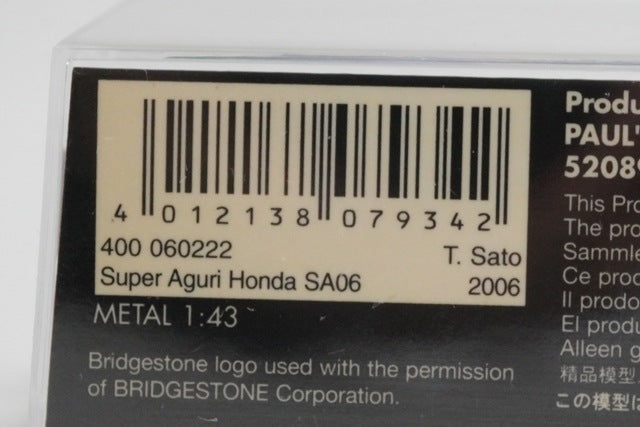 4 012138 079342
400 060222 T. Sato
Super Aguri Honda SA06 2006
METAL 1:43
Bridgestone logo used with the permission
of BRIDGESTONE Corporation.
Produ
PAUL'
5208
This Pro
The pro
Sammle
Ce prod
Il prodo
El produ
Alleen g
精品模型
この模型は